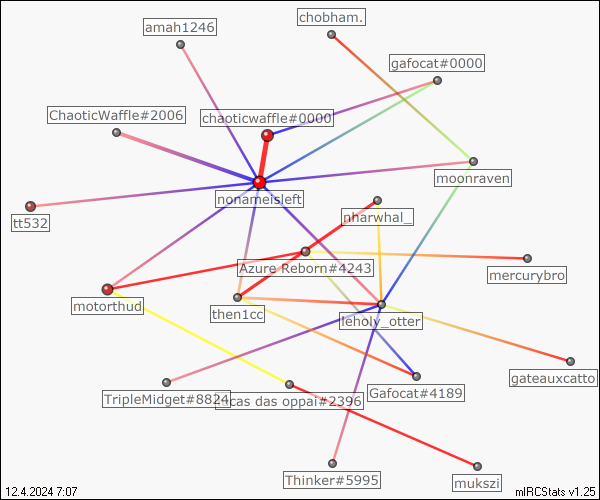 chobham.
amah1246
gafocat#0000
ChaoticWaffle#2006
chaoticwaffle#0000
moonraven
nonameisleft
tt532
nharwhal_
Azure Reborn#4243
mercurybro
motorthud
then1cc
leholy_otter
gateauxcatto
Gafocat#4189
TripleMidget#8824
cas das oppai#2396
Thinker#5995
mukszi
12.4.2024 7:07
mIRCStats v1.25